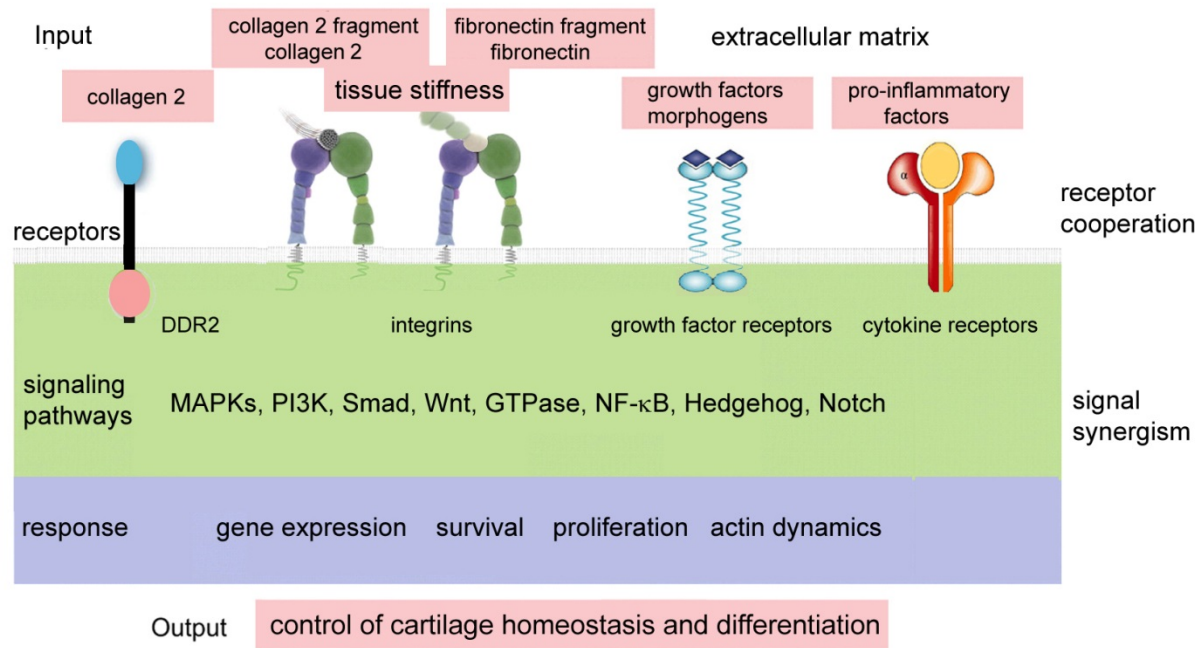 Input
collagen 2 fragment
collagen 2
fibronectin fragment
fibronectin
extracellular matrix
collagen 2
tissue stiffness
growth factors
morphogens
pro-inflammatory
factors
α
receptors
receptor
cooperation
DDR2
integrins
growth factor receptors
cytokine receptors
signaling
pathways
MAPKs, PI3K, Smad, Wnt, GTPase, NF-κB, Hedgehog, Notch
signal
synergism
response
gene expression survival proliferation actin dynamics
Output
control of cartilage homeostasis and differentiation